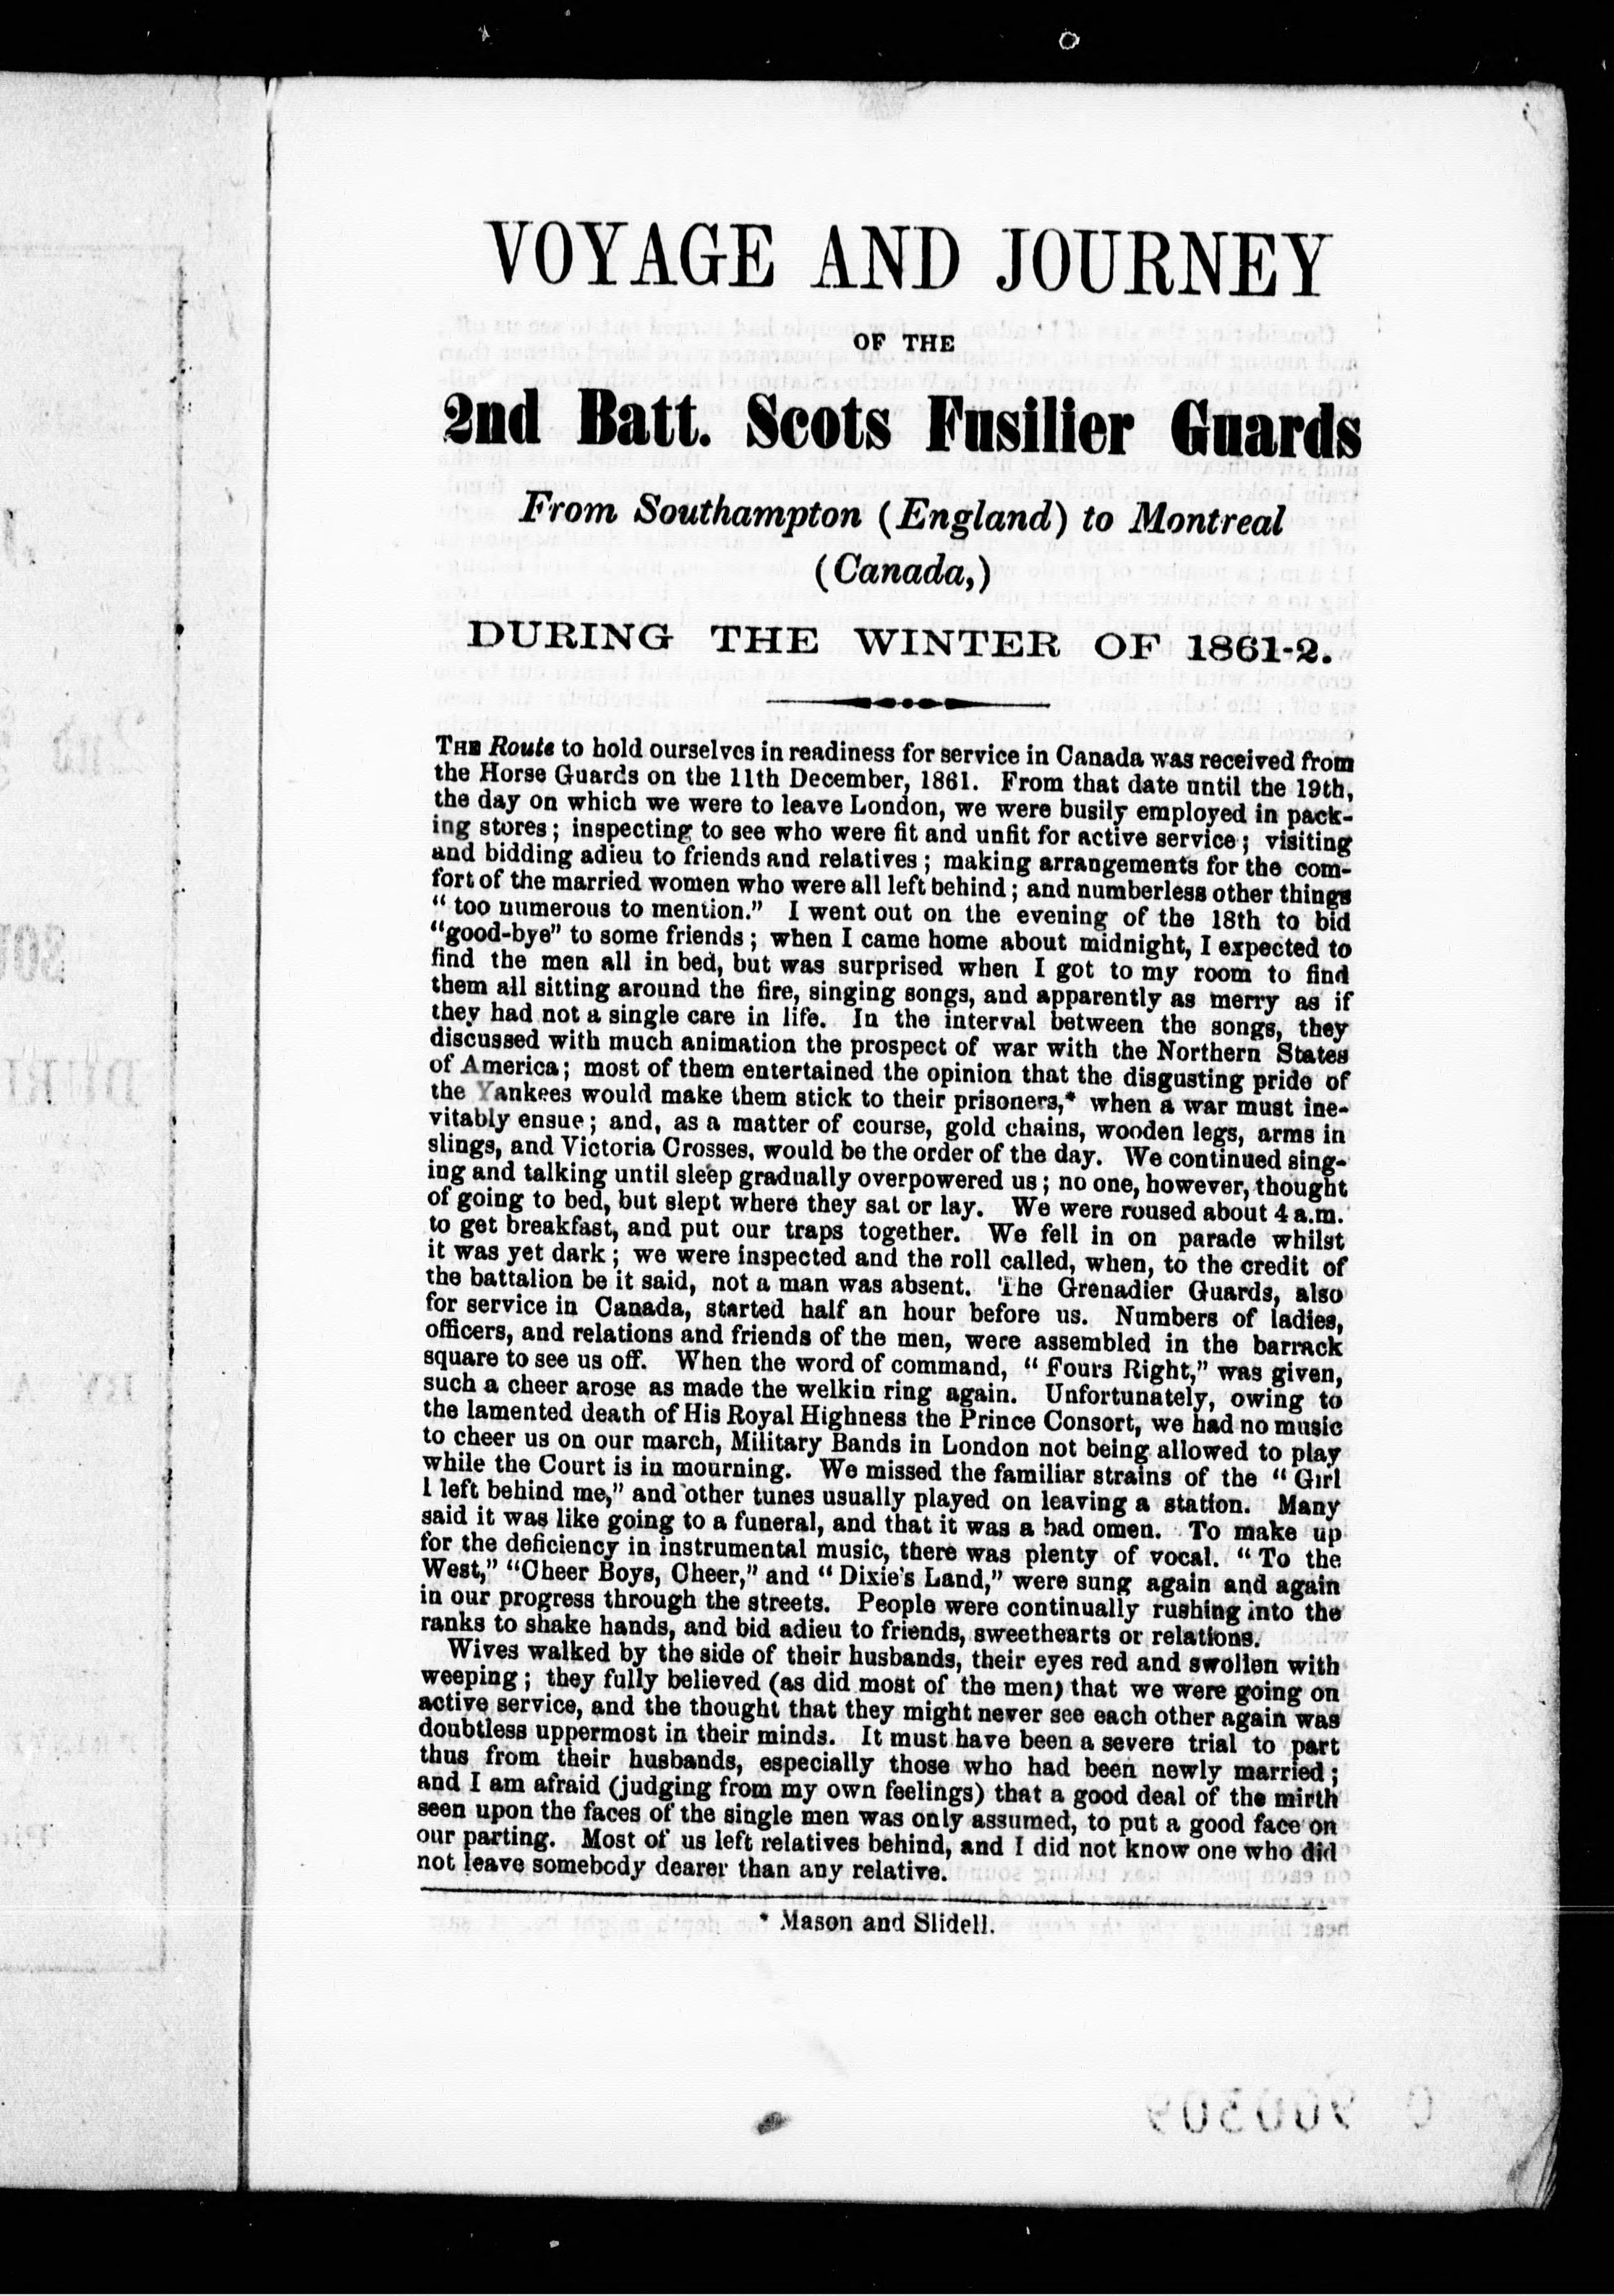 VOYAGE AND JOURNEY
OF THE
2nd Batt. Scots Fusilier Guards
From Southampton (England) to Montreal
(Canada,)
DURING THE WINTER OF 1861-2.
THE Route to hold ourselves in readiness for service in Canada was received from
the Horse Guards on the 11th December, 1861. From that date until the 19th,
the day on which we were to leave London, we were busily employed in pack-
ing stores; inspecting to see who were fit and unfit for active service; visiting
and bidding adieu to friends and relatives; making arrangements for the com-
fort of the married women who were all left behind; and numberless other things
" too numerous to mention." I went out on the evening of the 18th to bid
"good-bye" to some friends; when I came home about midnight, I expected to
find the men all in bed, but was surprised when I got to my room to find
them all sitting around the fire, singing songs, and apparently as merry as if
they had not a single care in life. In the interval between the songs, they
discussed with much animation the prospect of war with the Northern States
of America; most of them entertained the opinion that the disgusting pride of
the Yankees would make them stick to their prisoners,* when a war must ine-
vitably ensue; and, as a matter of course, gold chains, wooden legs, arms in
slings, and Victoria Crosses, would be the order of the day. We continued sing-
ing and talking until sleep gradually overpowered us; no one, however, thought
of going to bed, but slept where they sat or lay. We were roused about 4 a.m.
to get breakfast, and put our traps together. We fell in on parade whilst
it was yet dark; we were inspected and the roll called, when, to the credit of
the battalion be it said, not a man was absent. The Grenadier Guards, also
for service in Canada, started half an hour before us. Numbers of ladies,
officers, and relations and friends of the men, were assembled in the barrack
square to see us off. When the word of command, " Fours Right," was given,
such a cheer arose as made the welkin ring again. Unfortunately, owing to
the lamented death of His Royal Highness the Prince Consort, we had no music
to cheer us on our march, Military Bands in London not being allowed to play
while the Court is in mourning. We missed the familiar strains of the " Girl
I left behind me," and other tunes usually played on leaving a station. Many
said it was like going to a funeral, and that it was a bad omen. To make up
for the deficiency in instrumental music, there was plenty of vocal. "To the
West," "Cheer Boys, Cheer," and " Dixie's Land," were sung again and again
in our progress through the streets. People were continually rushing into the
ranks to shake hands, and bid adieu to friends, sweethearts or relations.
Wives walked by the side of their husbands, their eyes red and swollen with
weeping; they fully believed (as did most of the men) that we were going on
active service, and the thought that they might never see each other again was
doubtless uppermost in their minds. It must have been a severe trial to part
thus from their husbands, especially those who had been newly married;
and I am afraid (judging from my own feelings) that a good deal of the mirth
seen upon the faces of the single men was only assumed, to put a good face on
our parting. Most of us left relatives behind, and I did not know one who did
not leave somebody dearer than any relative.
* Mason and Slidell.